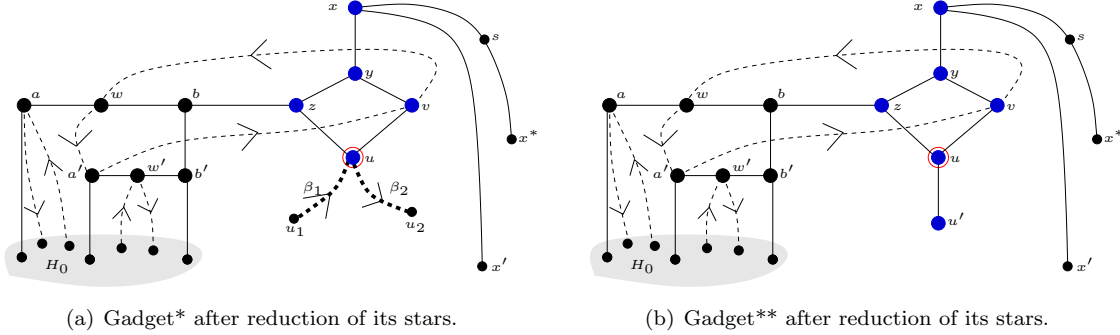 x
s
y
a
w
b
z
v
x*
u
a′
w′
b′
β1
β2
u1
u2
H0
x′
(a) Gadget* after reduction of its stars.
x
s
y
a
w
b
z
v
x*
u
a′
w′
b′
u′
H0
x′
(b) Gadget** after reduction of its stars.